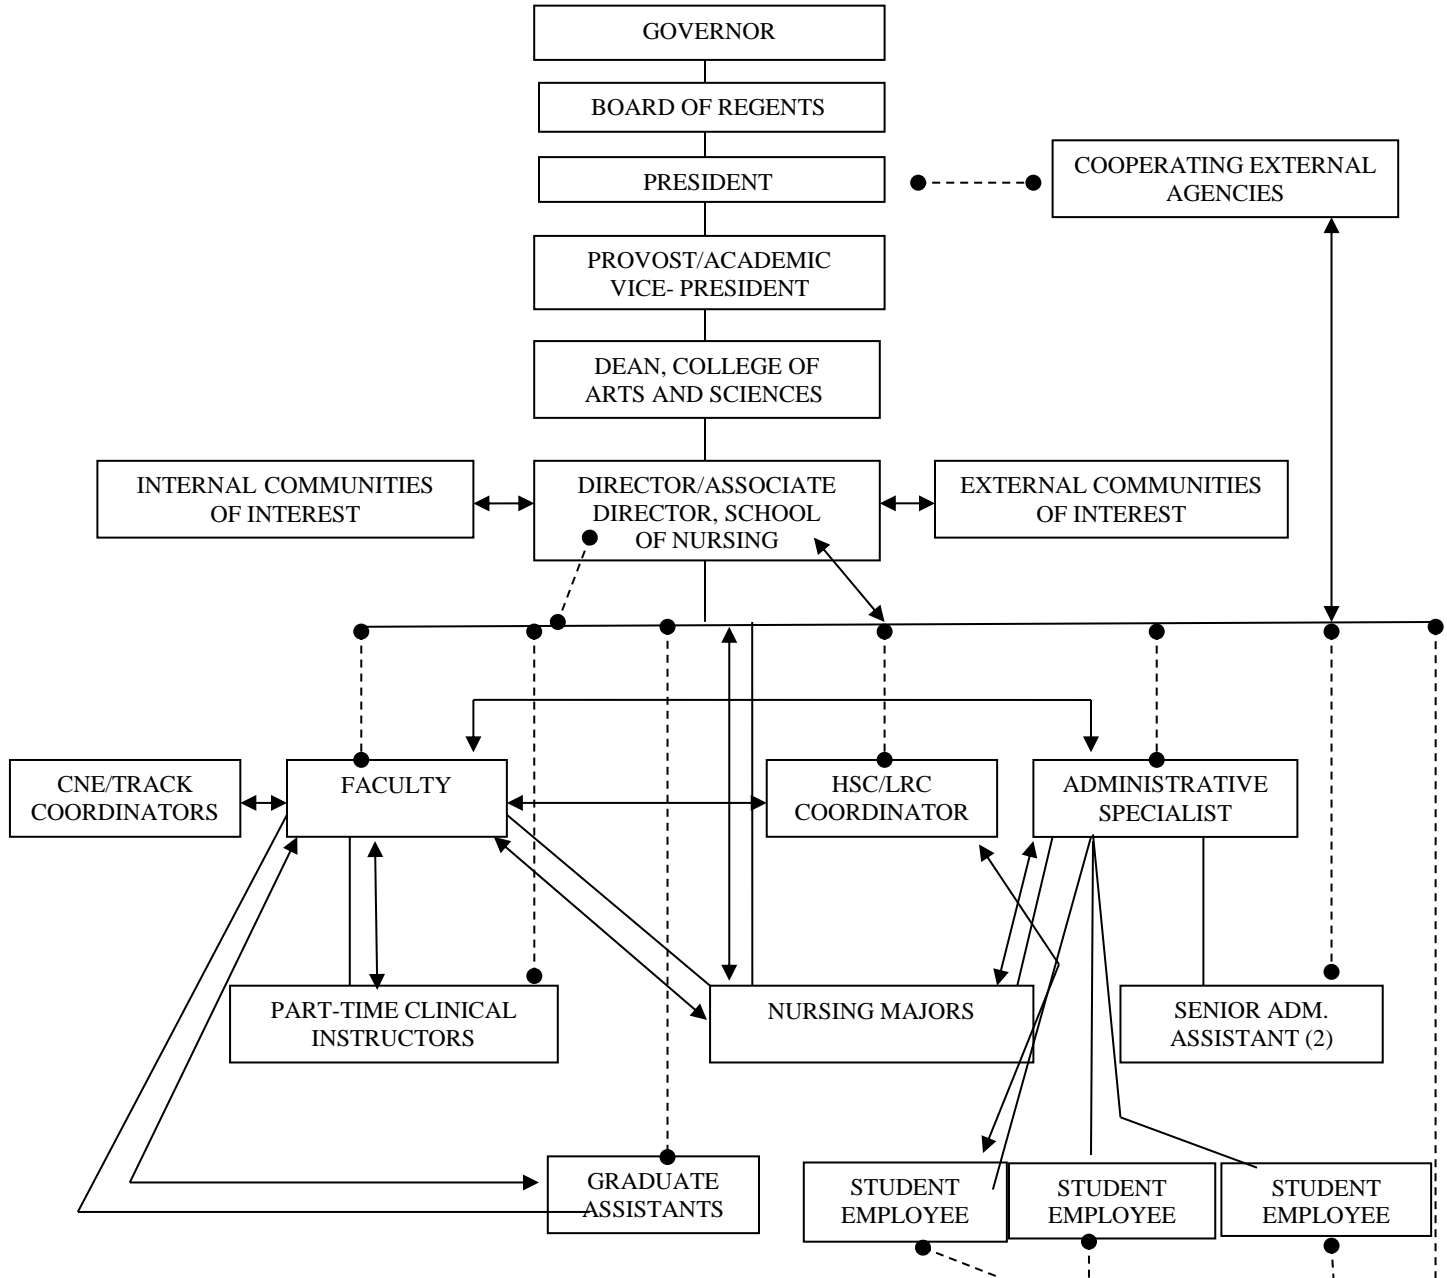 GOVERNOR
BOARD OF REGENTS
PRESIDENT
COOPERATING EXTERNAL
AGENCIES
PROVOST/ACADEMIC
VICE- PRESIDENT
DEAN, COLLEGE OF
ARTS AND SCIENCES
INTERNAL COMMUNITIES
OF INTEREST
DIRECTOR/ASSOCIATE
DIRECTOR, SCHOOL
OF NURSING
EXTERNAL COMMUNITIES
OF INTEREST
CNE/TRACK
COORDINATORS
FACULTY
HSC/LRC
COORDINATOR
ADMINISTRATIVE
SPECIALIST
PART-TIME CLINICAL
INSTRUCTORS
NURSING MAJORS
SENIOR ADM.
ASSISTANT (2)
GRADUATE
ASSISTANTS
STUDENT
EMPLOYEE
STUDENT
EMPLOYEE
STUDENT
EMPLOYEE